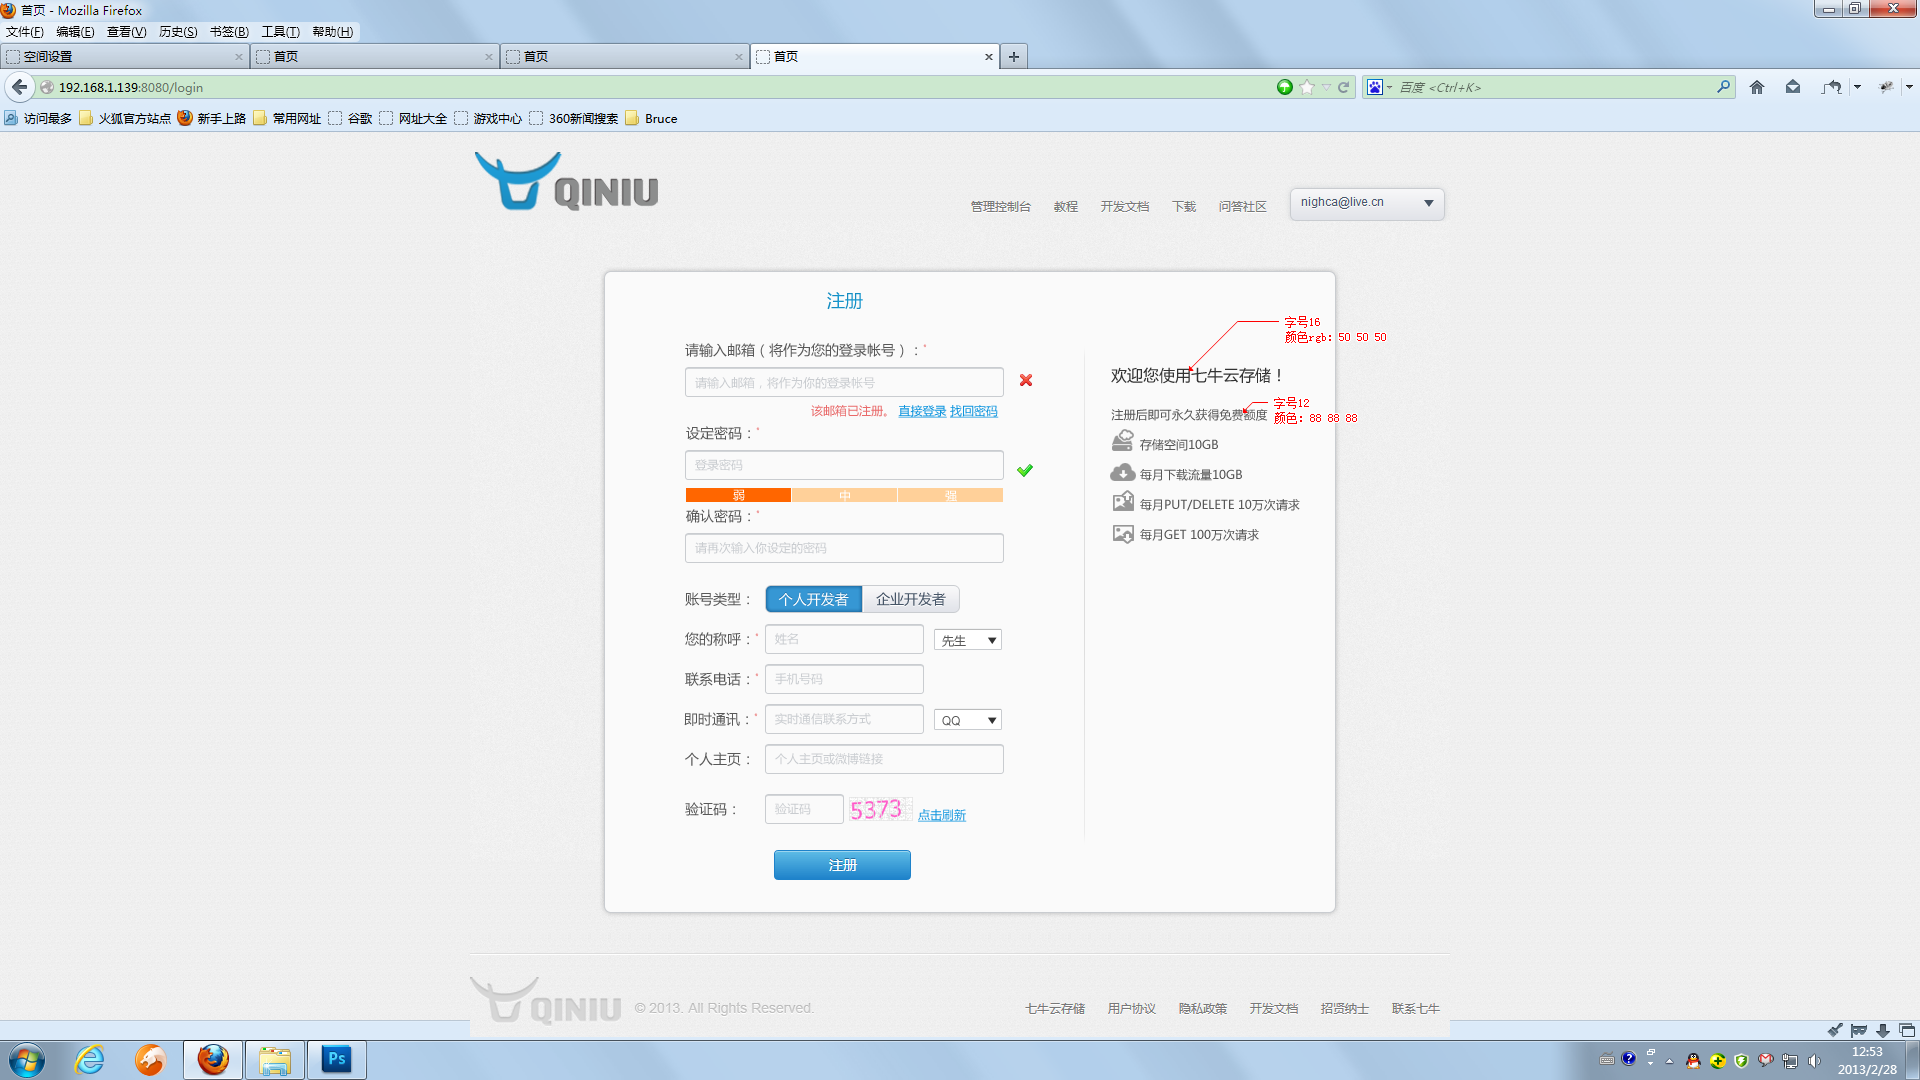 首页 - Mozilla Firefox
文件(F) 编辑(E) 查看(V) 历史(S) 书签(B) 工具(T) 帮助(H)
空间设置 首页 首页 首页
192.168.1.139:8080/login 百度 <Ctrl+K>
访问最多 火狐官方站点 新手上路 常用网址 谷歌 网址大全 游戏中心 360新闻搜索 Bruce
QINIU
管理控制台 教程 开发文档 下载 问答社区 nighca@live.cn
注册
请输入邮箱（将作为您的登录帐号）：*
请输入邮箱，将作为你的登录帐号
该邮箱已注册。 直接登录 找回密码
设定密码：*
登录密码
弱 中 强
确认密码：*
请再次输入你设定的密码
账号类型： 个人开发者 企业开发者
您的称呼：* 姓名 先生
联系电话：* 手机号码
即时通讯：* 实时通信联系方式 QQ
个人主页： 个人主页或微博链接
验证码： 验证码 5373 点击刷新
注册
字号16
颜色rgb: 50 50 50
欢迎您使用七牛云存储！
字号12
颜色: 88 88 88
注册后即可永久获得免费额度
存储空间10GB
每月下载流量10GB
每月PUT/DELETE 10万次请求
每月GET 100万次请求
QINIU © 2013. All Rights Reserved. 七牛云存储 用户协议 隐私政策 开发文档 招贤纳士 联系七牛
Ps
12:53
2013/2/28